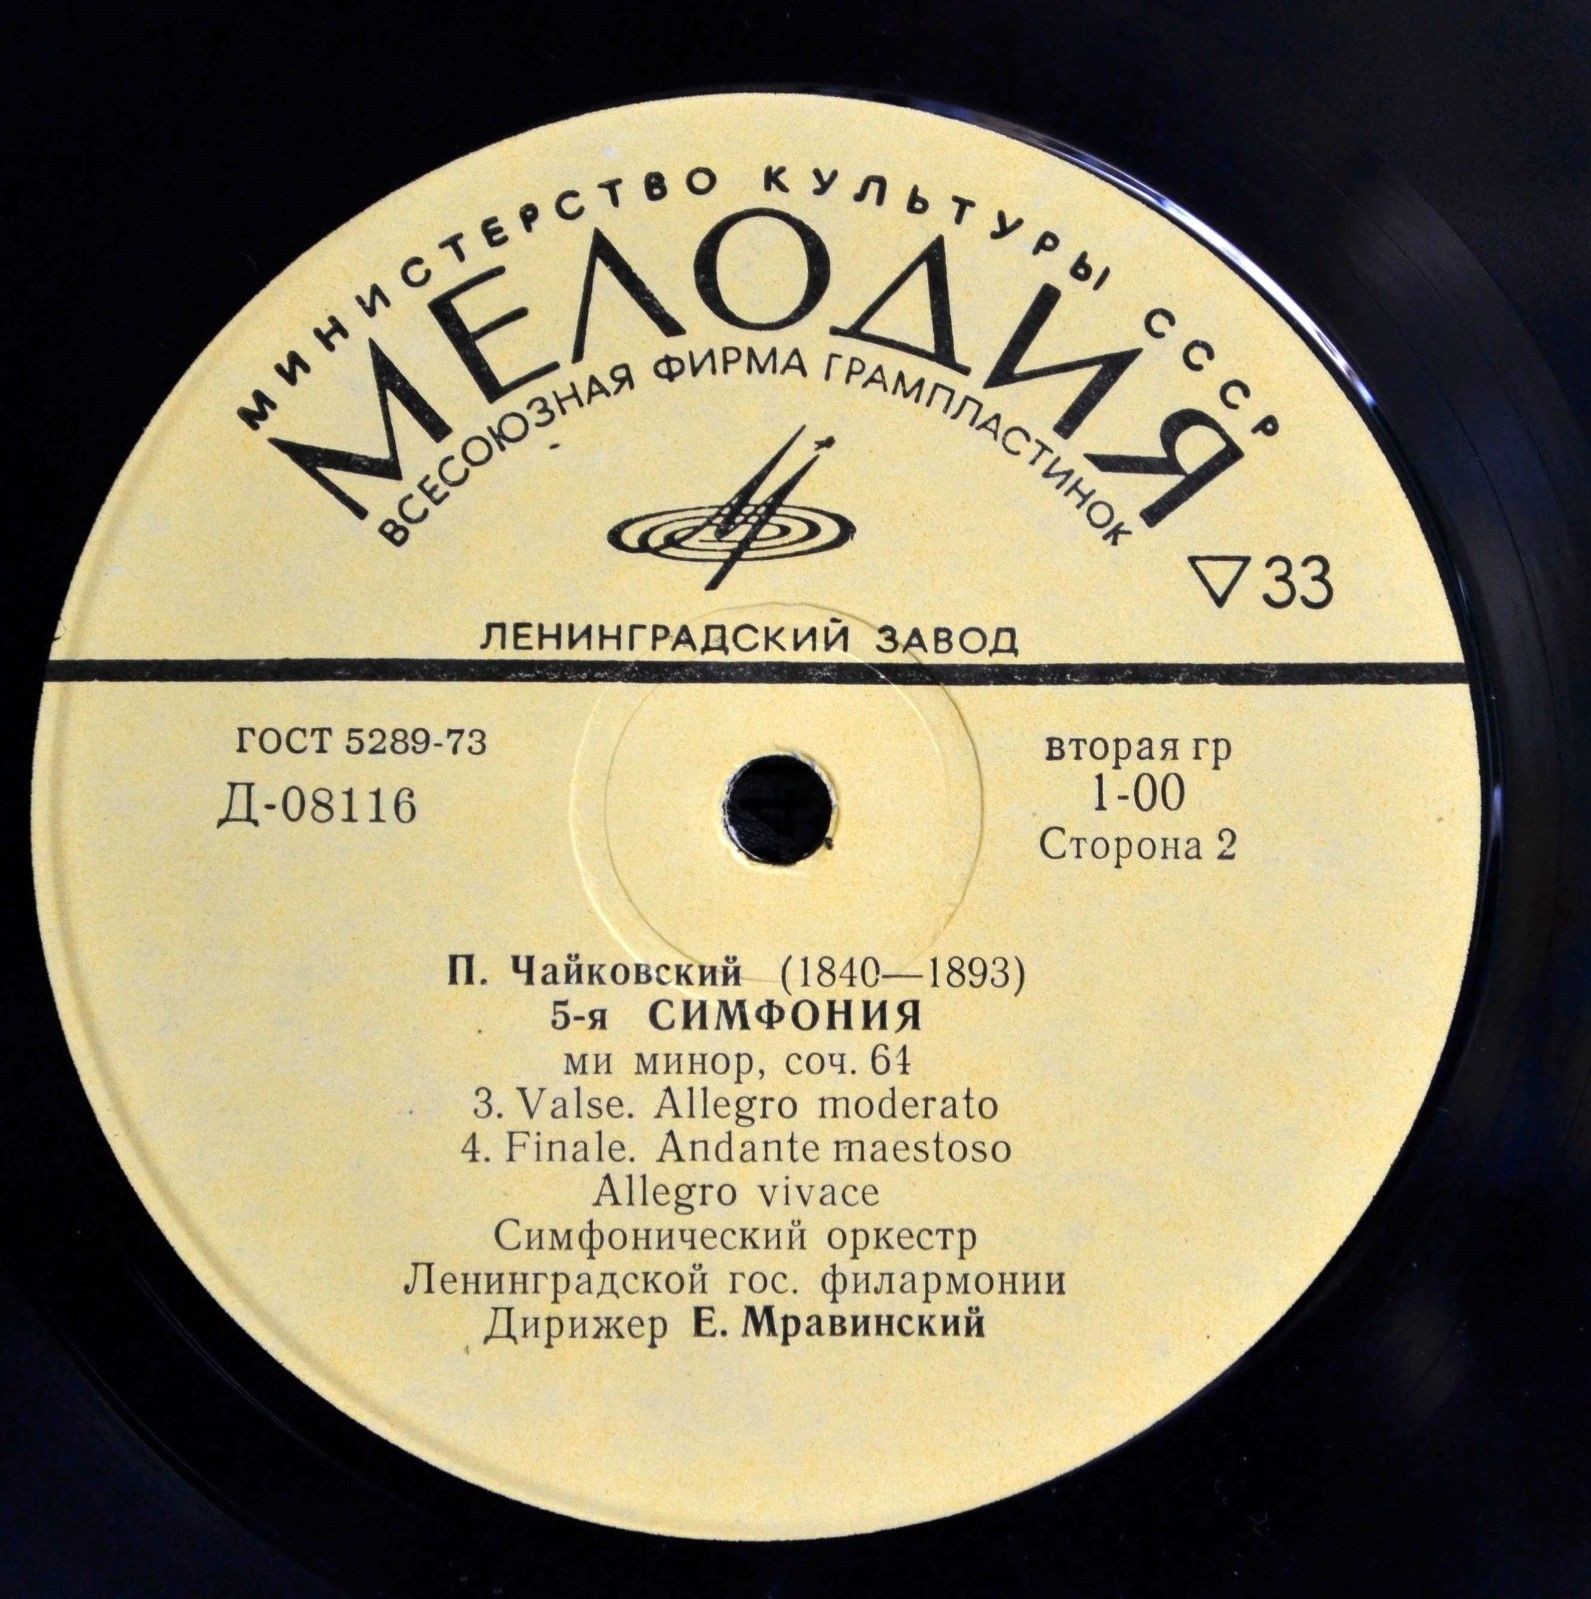 МИНИСТЕРСТВО КУЛЬТУРЫ СССР
МЕЛОДИЯ
ВСЕСОЮЗНАЯ ФИРМА ГРАМПЛАСТИНОК
33
ЛЕНИНГРАДСКИЙ ЗАВОД
ГОСТ 5289-73
Д-08116
вторая гр
1-00
Сторона 2
П. Чайковский (1840—1893)
5-я СИМФОНИЯ
ми минор, соч. 64
3. Valse. Allegro moderato
4. Finale. Andante maestoso
Allegro vivace
Симфонический оркестр
Ленинградской гос. филармонии
Дирижер Е. Мравинский